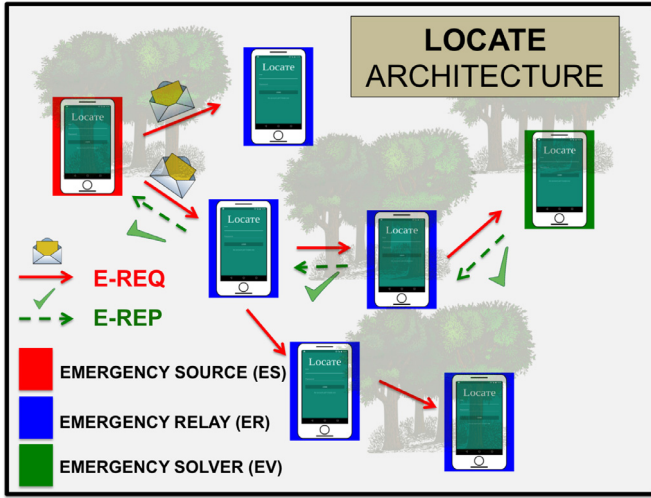 LOCATE
ARCHITECTURE
Locate
Locate
Locate
Locate
Locate
Locate
Locate
E-REQ
E-REP
EMERGENCY SOURCE (ES)
EMERGENCY RELAY (ER)
EMERGENCY SOLVER (EV)